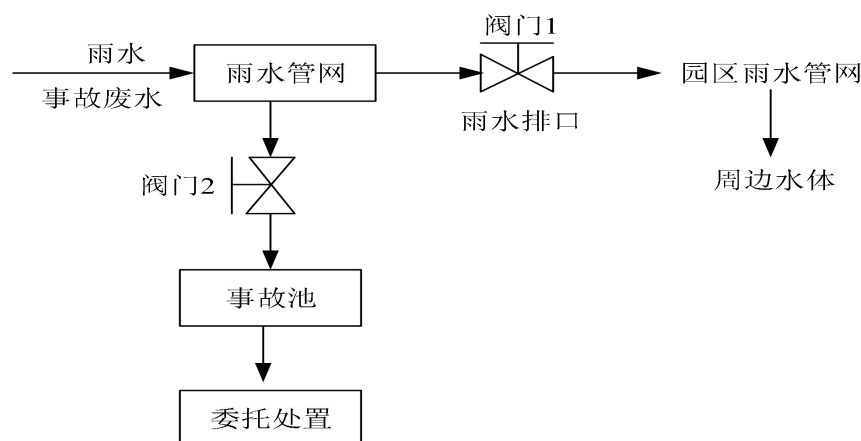 阀门1
雨水
雨水管网
园区雨水管网
事故废水
雨水排口
周边水体
阀门2
事故池
委托处置